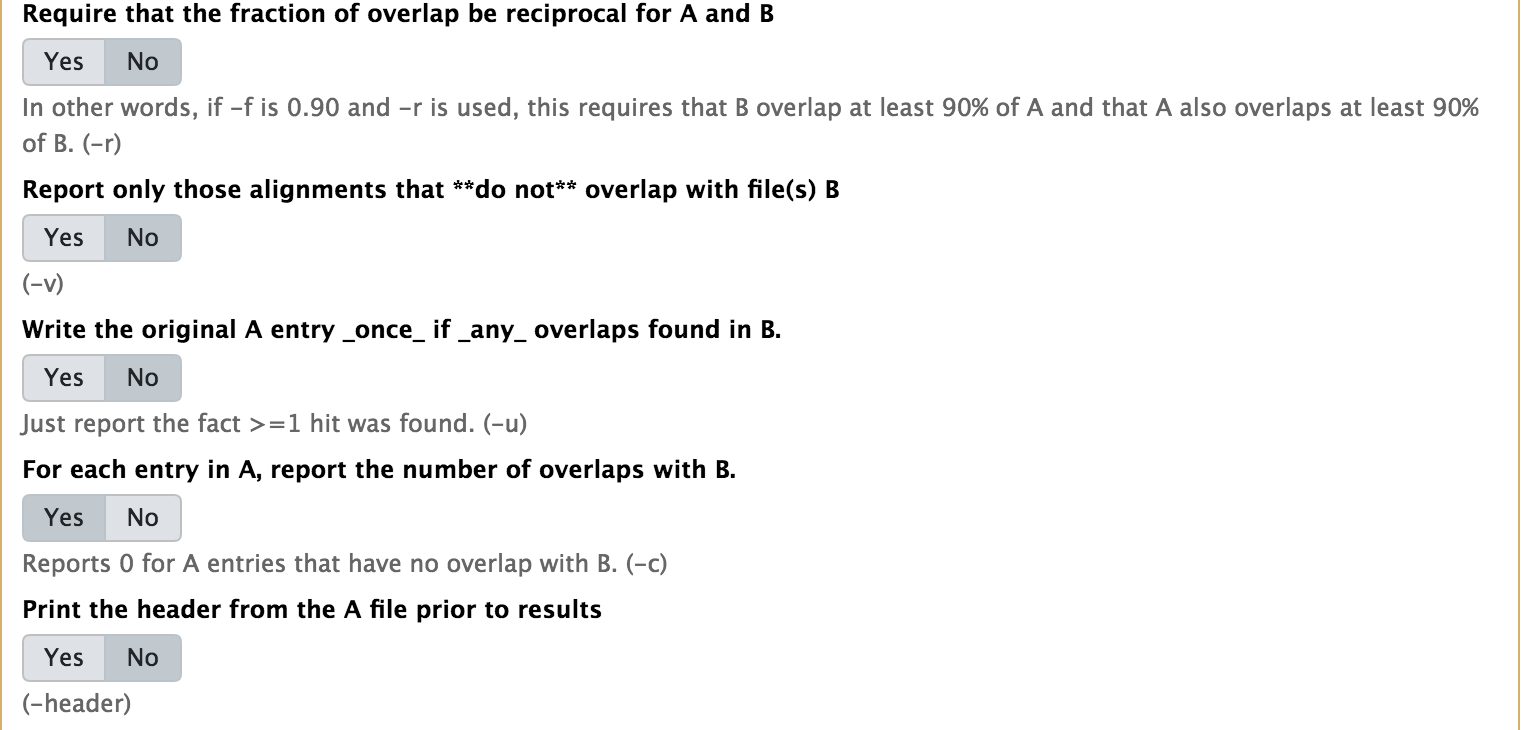 Require that the fraction of overlap be reciprocal for A and B
Yes No
In other words, if -f is 0.90 and -r is used, this requires that B overlap at least 90% of A and that A also overlaps at least 90%
of B. (-r)
Report only those alignments that **do not** overlap with file(s) B
Yes No
(-v)
Write the original A entry _once_ if _any_ overlaps found in B.
Yes No
Just report the fact >=1 hit was found. (-u)
For each entry in A, report the number of overlaps with B.
Yes No
Reports 0 for A entries that have no overlap with B. (-c)
Print the header from the A file prior to results
Yes No
(-header)